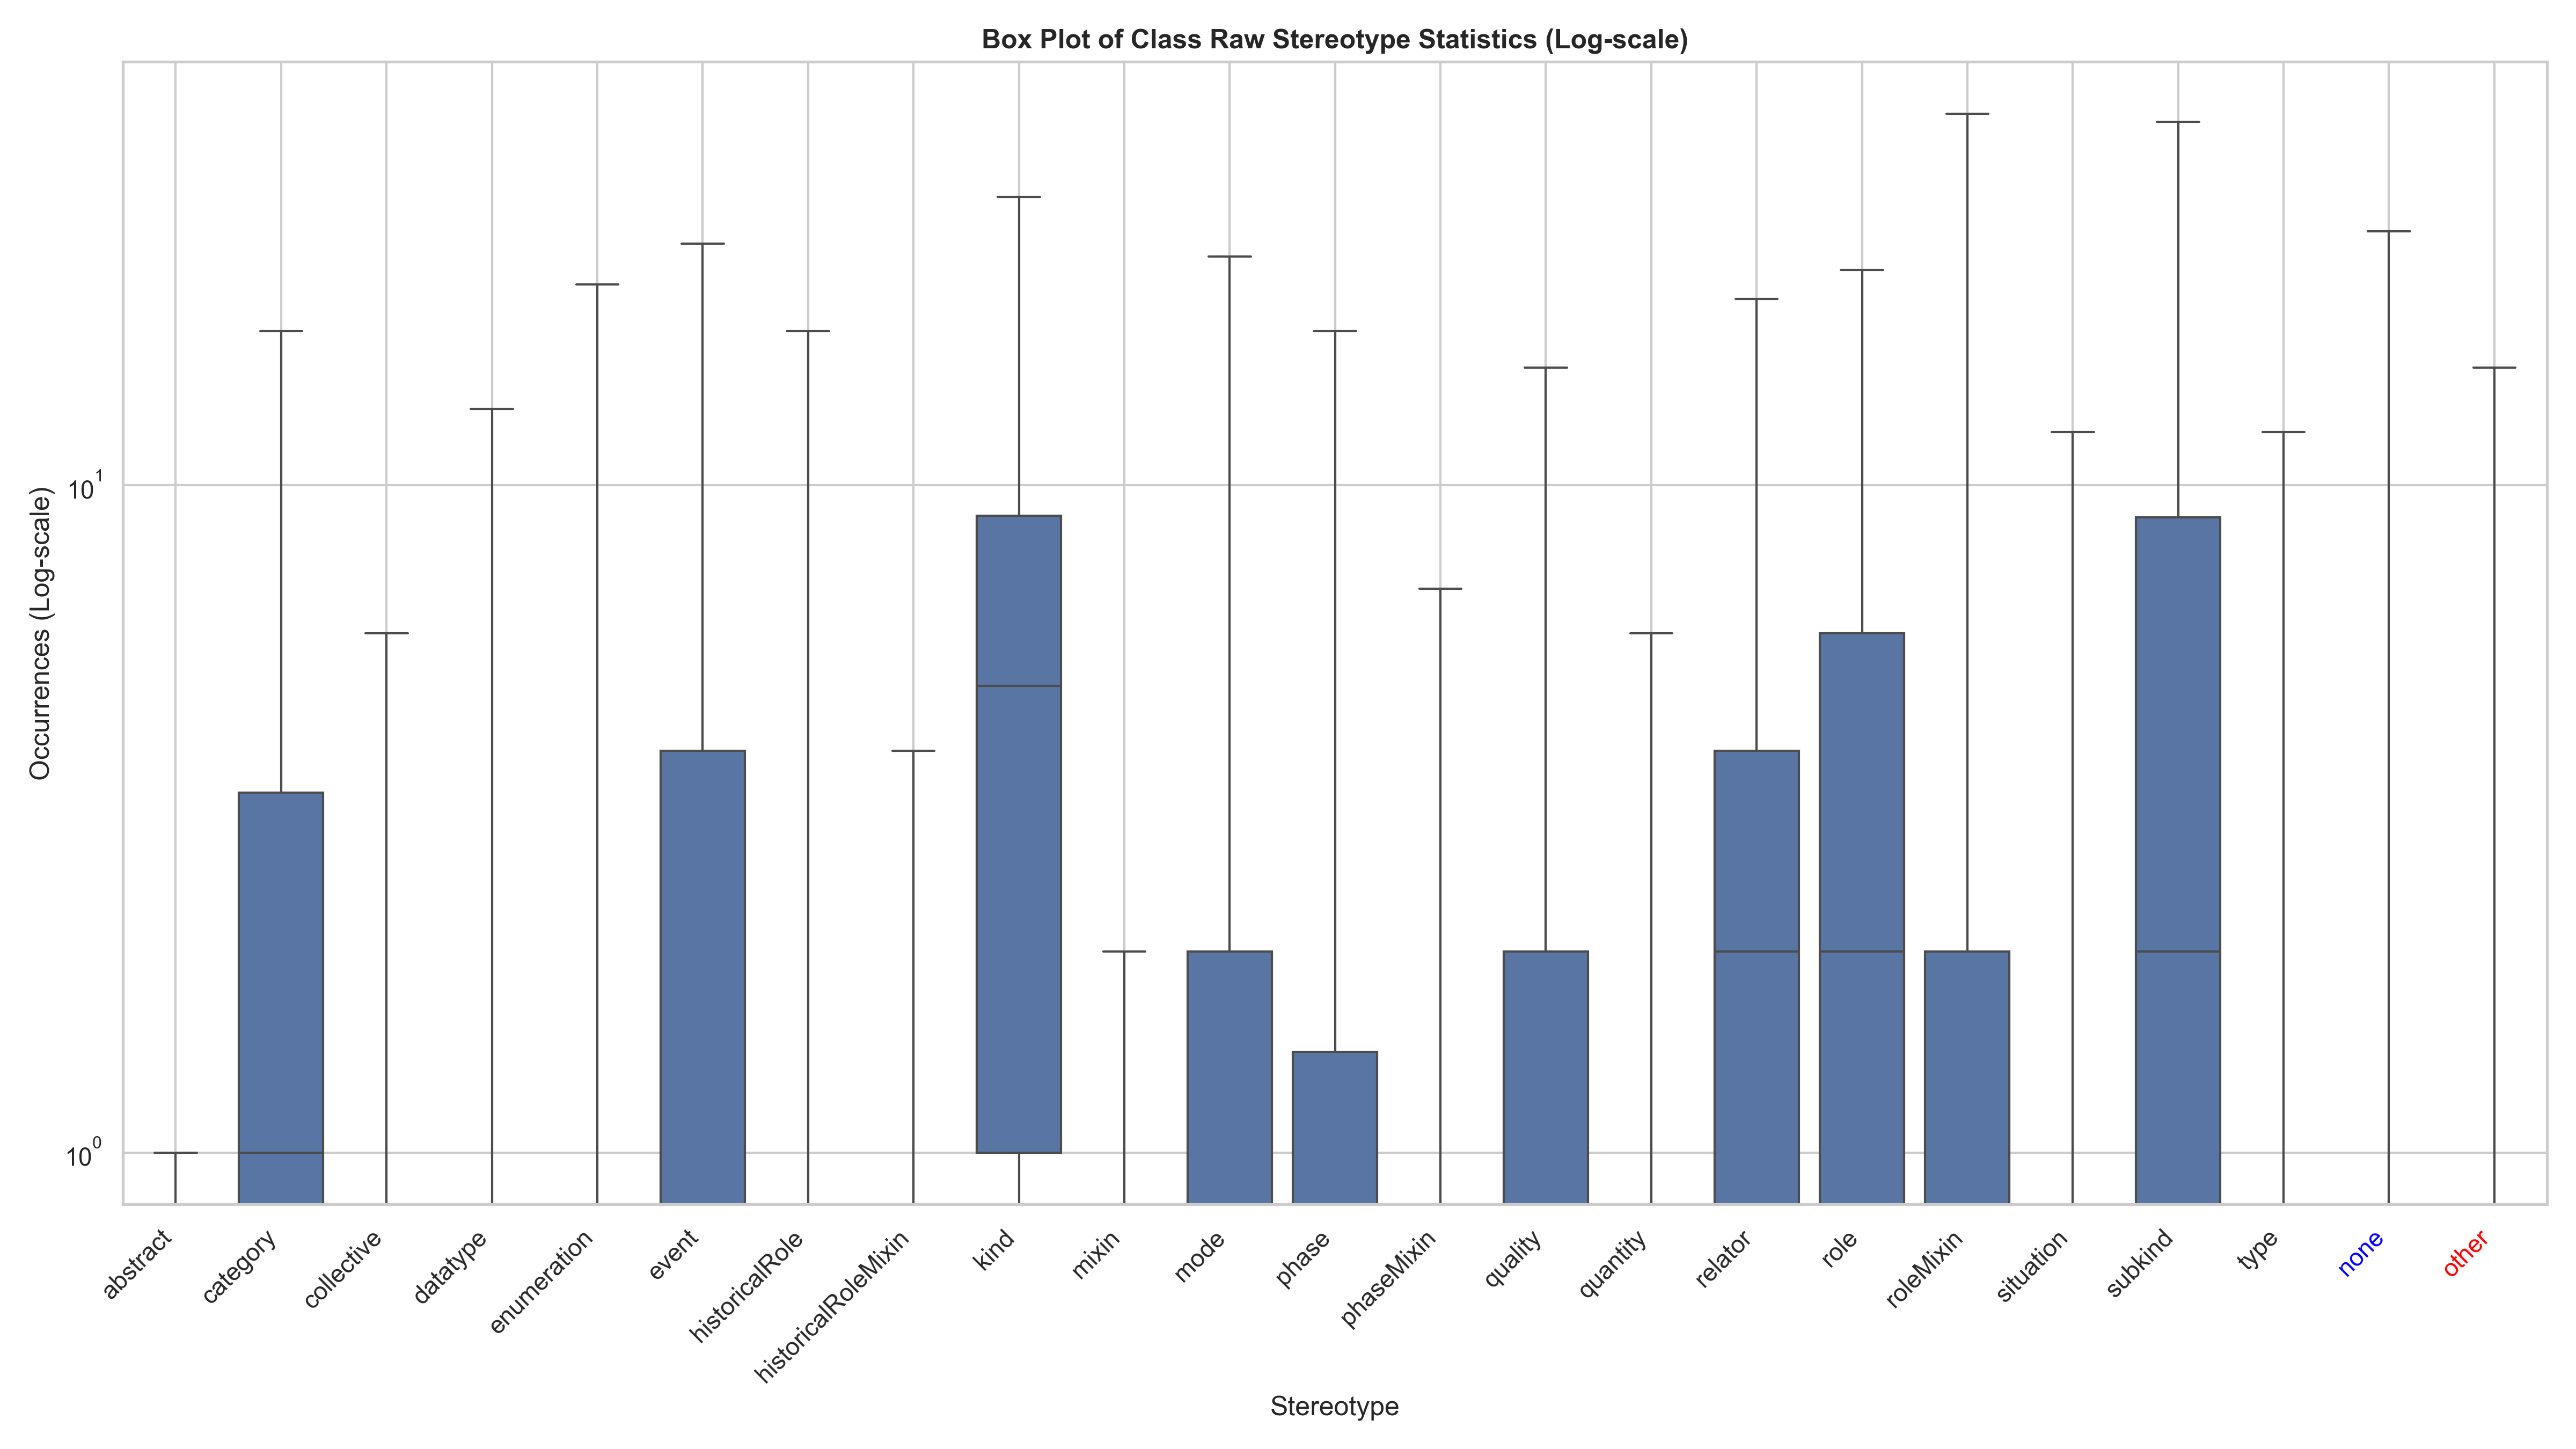 Box Plot of Class Raw Stereotype Statistics (Log-scale)
Occurrences (Log-scale)
10¹
10⁰
abstract
category
collective
datatype
enumeration
event
historicalRole
historicalRoleMixin
kind
mixin
mode
phase
phaseMixin
quality
quantity
relator
role
roleMixin
situation
subkind
type
none
other
Stereotype